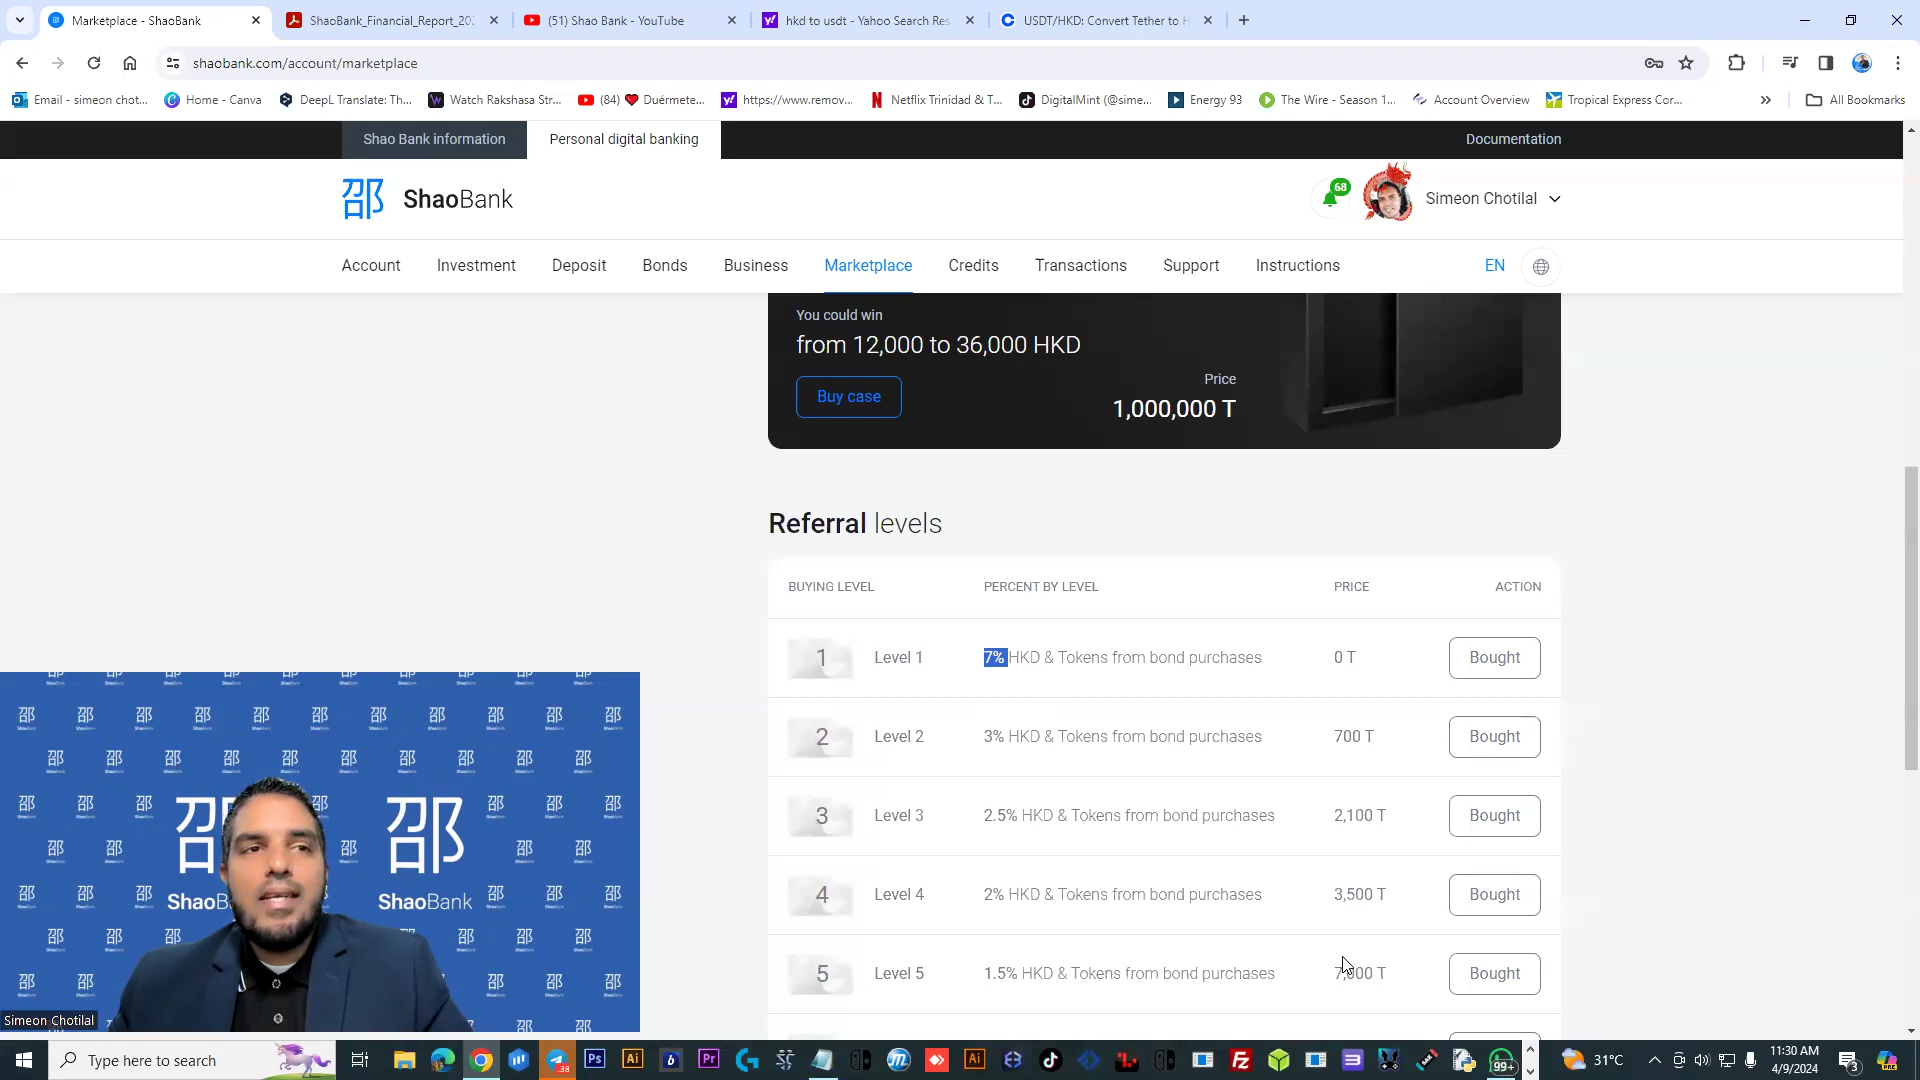 Marketplace - ShaoBank
ShaoBank_Financial_Report_20
(51) Shao Bank - YouTube
hkd to usdt - Yahoo Search Res
USDT/HKD: Convert Tether to H
shaobank.com/account/marketplace
Email - simeon chot...
Home - Canva
DeepL Translate: Th...
Watch Rakshasa Str...
(84) ❤️ Duérmete...
https://www.remov...
Netflix Trinidad & T...
DigitalMint (@sime...
Energy 93
The Wire - Season 1...
Account Overview
Tropical Express Cor...
All Bookmarks
Shao Bank information
Personal digital banking
Documentation
邵 ShaoBank
68
Simeon Chotilal
Account
Investment
Deposit
Bonds
Business
Marketplace
Credits
Transactions
Support
Instructions
EN
You could win
from 12,000 to 36,000 HKD
Buy case
Price
1,000,000 T
Referral levels
BUYING LEVEL PERCENT BY LEVEL PRICE ACTION
1 Level 1 7% HKD & Tokens from bond purchases 0 T Bought
2 Level 2 3% HKD & Tokens from bond purchases 700 T Bought
3 Level 3 2.5% HKD & Tokens from bond purchases 2,100 T Bought
4 Level 4 2% HKD & Tokens from bond purchases 3,500 T Bought
5 Level 5 1.5% HKD & Tokens from bond purchases 7,000 T Bought
邵
ShaoB
邵
ShaoBank
Simeon Chotilal
Type here to search
38
99+
31°C
11:30 AM
4/9/2024
3